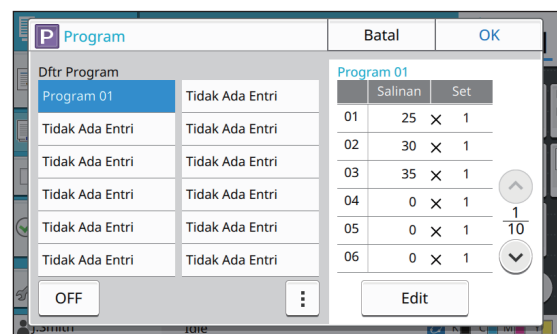 P Program Batal OK
Dftr Program
Program 01 Tidak Ada Entri
Tidak Ada Entri Tidak Ada Entri
Tidak Ada Entri Tidak Ada Entri
Tidak Ada Entri Tidak Ada Entri
Tidak Ada Entri Tidak Ada Entri
Tidak Ada Entri Tidak Ada Entri
OFF
Program 01
Salinan Set
01 25 × 1
02 30 × 1
03 35 × 1
04 0 × 1
05 0 × 1
06 0 × 1
1
10
Edit
J.Smith Idle K C M Y